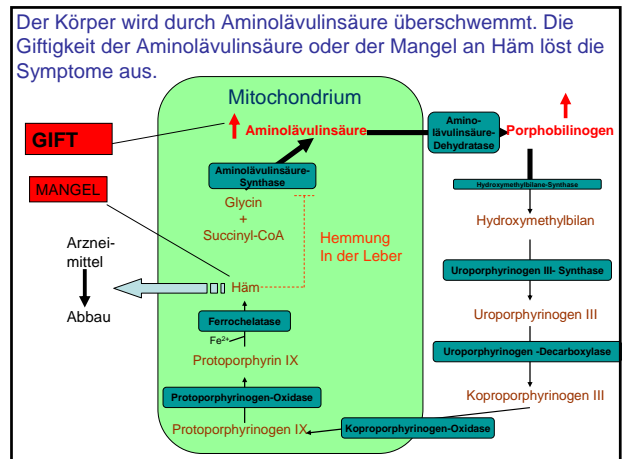 Der Körper wird durch Aminolävulinsäure überschwemmt. Die
Giftigkeit der Aminolävulinsäure oder der Mangel an Häm löst die
Symptome aus.
Mitochondrium
GIFT
Aminolävulinsäure
Amino-
lävulinsäure-
Dehydratase
Porphobilinogen
Aminolävulinsäure-
Synthase
Hydroxymethylbilane-Synthase
MANGEL
Glycin
+
Succinyl-CoA
Hydroxymethylbilan
Hemmung
In der Leber
Arznei-
mittel
Abbau
Häm
Uroporphyrinogen III- Synthase
Uroporphyrinogen III
Ferrochelatase
Fe²⁺
Protoporphyrin IX
Uroporphyrinogen -Decarboxylase
Protoporphyrinogen-Oxidase
Koproporphyrinogen III
Protoporphyrinogen IX
Koproporphyrinogen-Oxidase